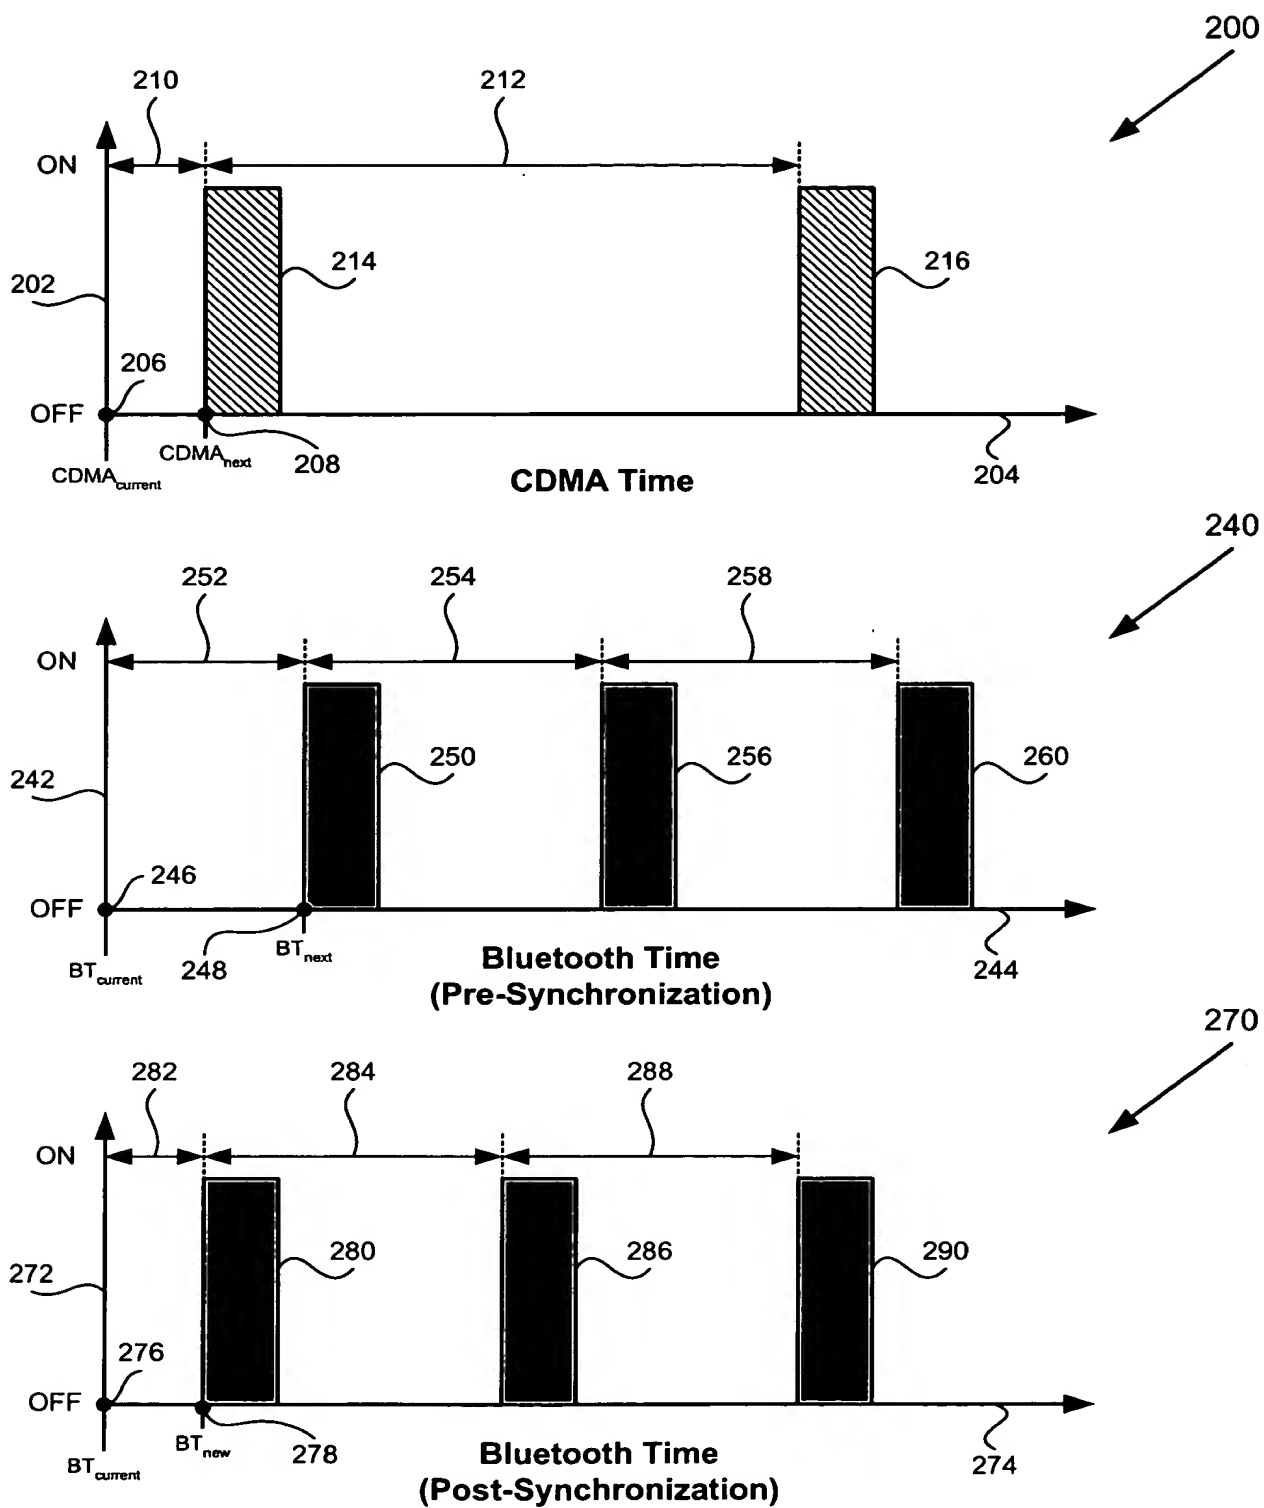 200
210
212
ON
214
216
202
206
OFF
CDMAnext
208
CDMAcurrent
CDMA Time
204
240
252
254
258
ON
250
256
260
242
246
OFF
BTnext
BTcurrent
248
Bluetooth Time
244
(Pre-Synchronization)
270
282
284
288
ON
280
286
290
272
276
OFF
BTnew
278
Bluetooth Time
274
BTcurrent
(Post-Synchronization)